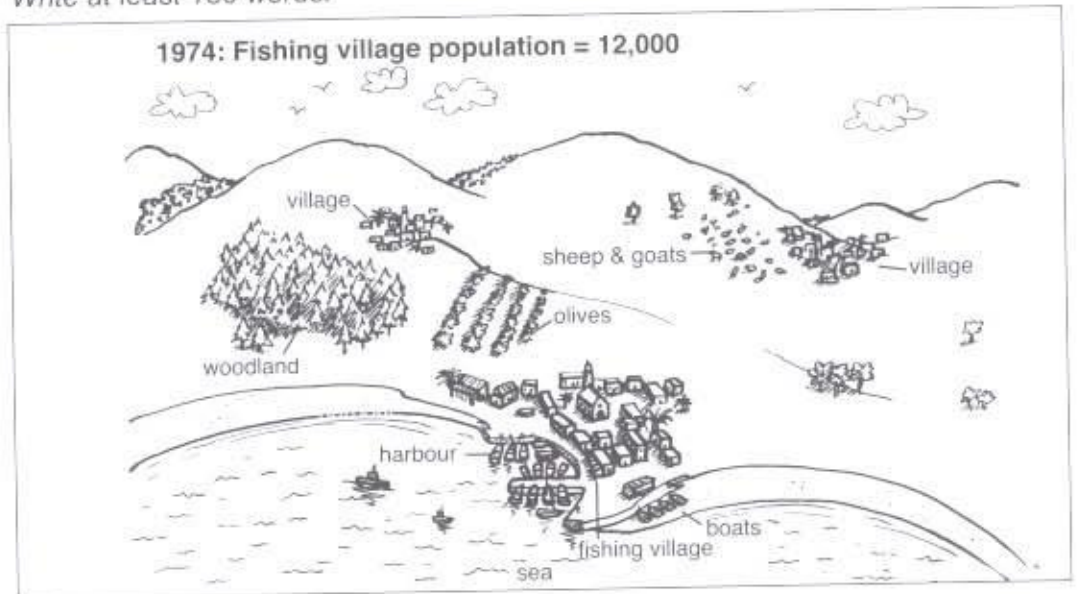 Write at least 150 words.
1974: Fishing village population = 12,000
village
sheep & goats
village
olives
woodland
harbour
boats
fishing village
sea